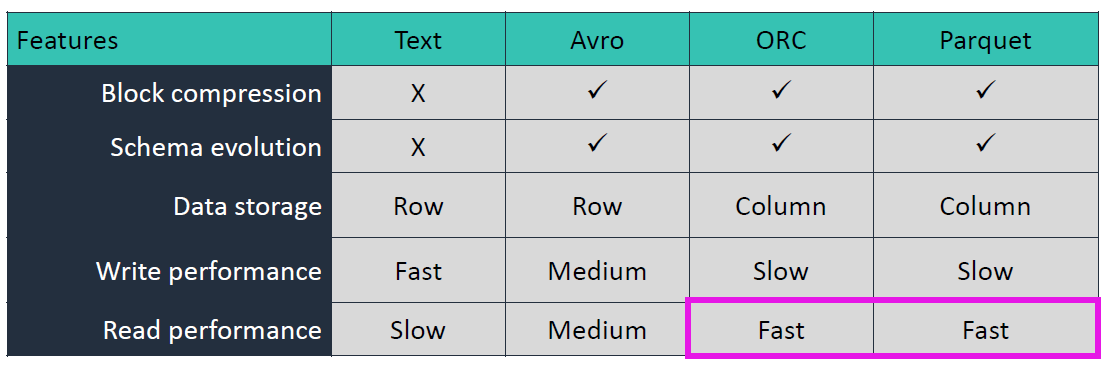 Features Text Avro ORC Parquet
Block compression X ✓ ✓ ✓
Schema evolution X ✓ ✓ ✓
Data storage Row Row Column Column
Write performance Fast Medium Slow Slow
Read performance Slow Medium Fast Fast